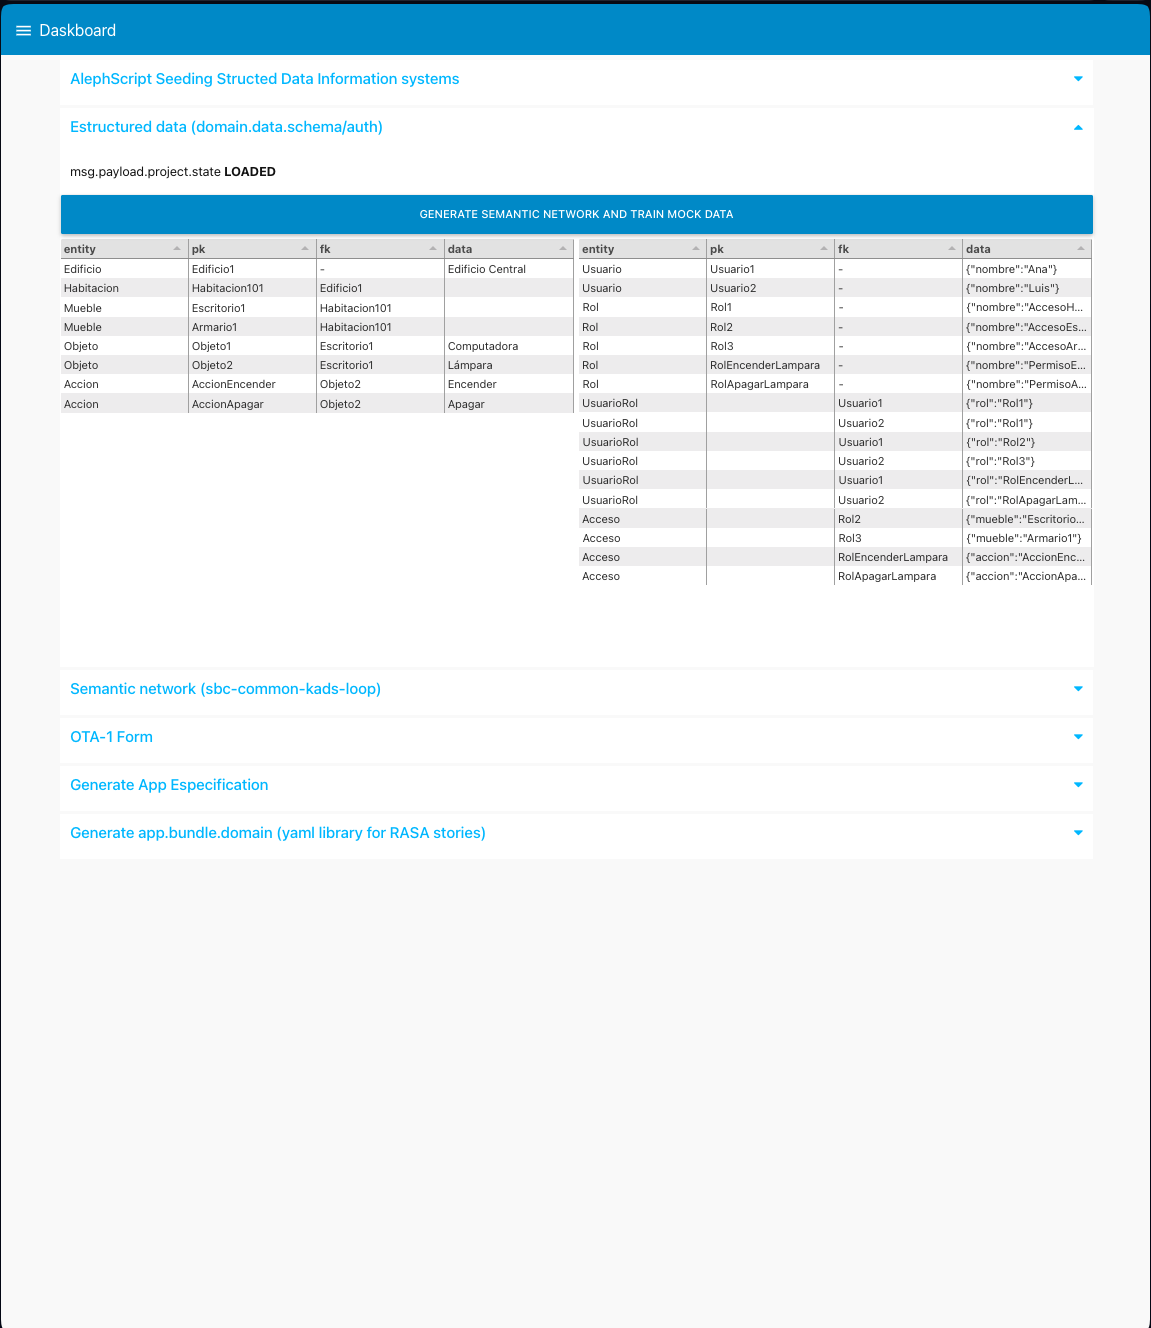 Daskboard
AlephScript Seeding Structed Data Information systems
Estructured data (domain.data.schema/auth)
msg.payload.project.state LOADED
GENERATE SEMANTIC NETWORK AND TRAIN MOCK DATA
entity pk fk data
Edificio Edificio1 - Edificio Central
Habitacion Habitacion101 Edificio1
Mueble Escritorio1 Habitacion101
Mueble Armario1 Habitacion101
Objeto Objeto1 Escritorio1 Computadora
Objeto Objeto2 Escritorio1 Lámpara
Accion AccionEncender Objeto2 Encender
Accion AccionApagar Objeto2 Apagar
entity pk fk data
Usuario Usuario1 - {"nombre":"Ana"}
Usuario Usuario2 - {"nombre":"Luis"}
Rol Rol1 - {"nombre":"AccesoH...
Rol Rol2 - {"nombre":"AccesoEs...
Rol Rol3 - {"nombre":"AccesoAr...
Rol RolEncenderLampara - {"nombre":"PermisoE...
Rol RolApagarLampara - {"nombre":"PermisoA...
UsuarioRol Usuario1 {"rol":"Rol1"}
UsuarioRol Usuario2 {"rol":"Rol1"}
UsuarioRol Usuario1 {"rol":"Rol2"}
UsuarioRol Usuario2 {"rol":"Rol3"}
UsuarioRol Usuario1 {"rol":"RolEncenderL...
UsuarioRol Usuario2 {"rol":"RolApagarLam...
Acceso Rol2 {"mueble":"Escritorio...
Acceso Rol3 {"mueble":"Armario1"}
Acceso RolEncenderLampara {"accion":"AccionEnc...
Acceso RolApagarLampara {"accion":"AccionApa...
Semantic network (sbc-common-kads-loop)
OTA-1 Form
Generate App Especification
Generate app.bundle.domain (yaml library for RASA stories)